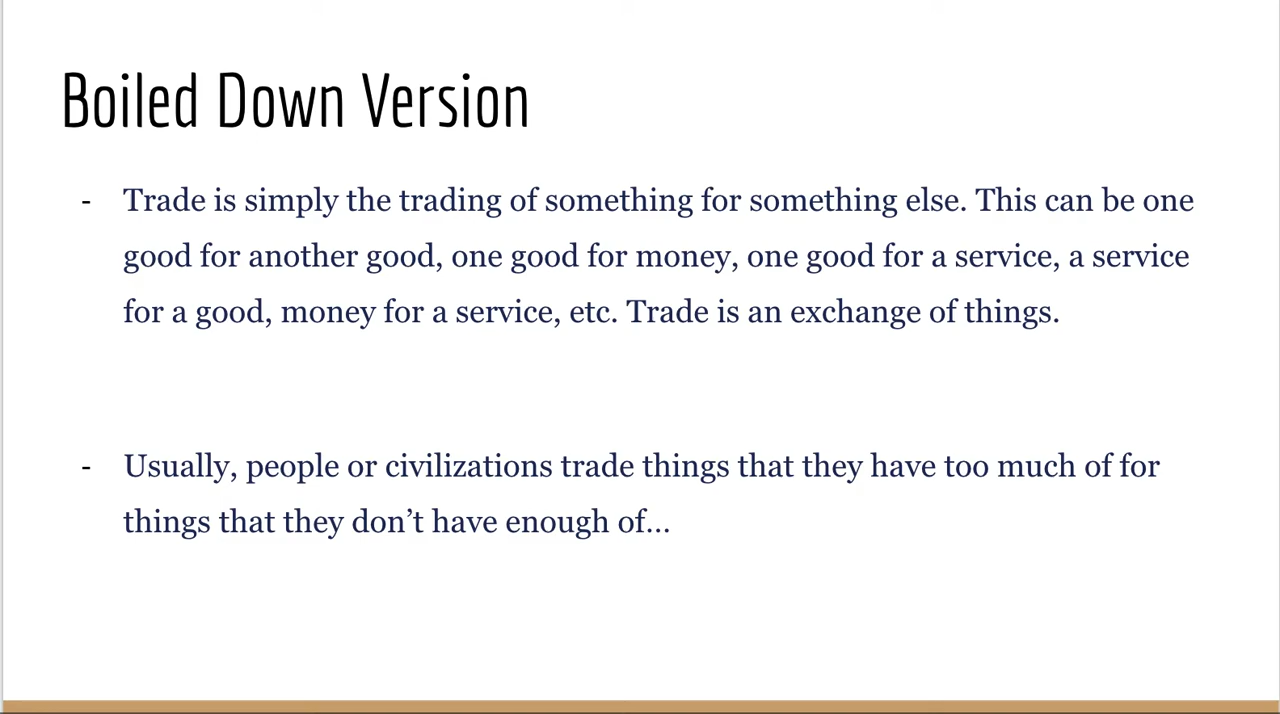 Boiled Down Version
- Trade is simply the trading of something for something else. This can be one
good for another good, one good for money, one good for a service, a service
for a good, money for a service, etc. Trade is an exchange of things.
- Usually, people or civilizations trade things that they have too much of for
things that they don’t have enough of…